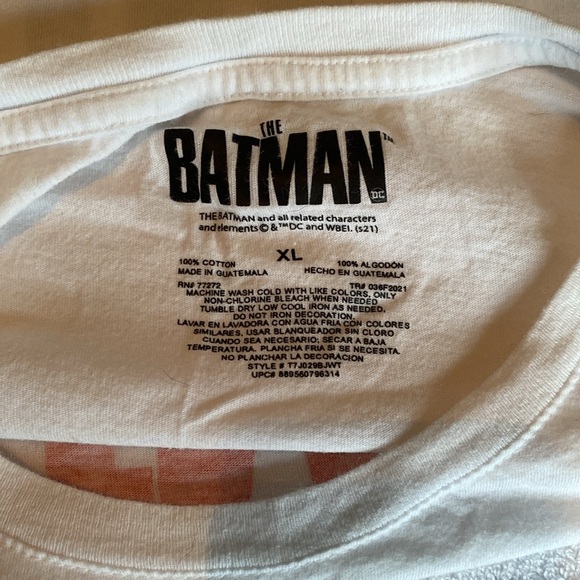 THE
BATMAN™
DC
THE BATMAN and all related characters
and elements © & ™ DC and WBEI. (s21)
XL
100% COTTON 100% ALGODÓN
MADE IN GUATEMALA HECHO EN GUATEMALA
RN# 77272 TR# 036F2021
MACHINE WASH COLD WITH LIKE COLORS, ONLY
NON-CHLORINE BLEACH WHEN NEEDED
TUMBLE DRY LOW COOL IRON AS NEEDED.
DO NOT IRON DECORATION.
LAVAR EN LAVADORA CON AGUA FRIA CON COLORES
SIMILARES, USAR BLANQUEADOR SIN CLORO
CUANDO SEA NECESARIO; SECAR A BAJA
TEMPERATURA. PLANCHA FRIA SI SE NECESITA.
NO PLANCHAR LA DECORACION
STYLE # T7J029BJWT
UPC# 889560796314